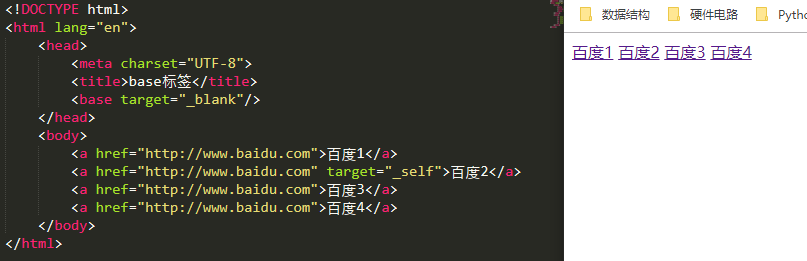 <!DOCTYPE html>
<html lang="en">
    <head>
        <meta charset="UTF-8">
        <title>base标签</title>
        <base target="_blank"/>
    </head>
    <body>
        <a href="http://www.baidu.com">百度1</a>
        <a href="http://www.baidu.com" target="_self">百度2</a>
        <a href="http://www.baidu.com">百度3</a>
        <a href="http://www.baidu.com">百度4</a>
    </body>
</html>
数据结构 硬件电路 Pytho
百度1 百度2 百度3 百度4